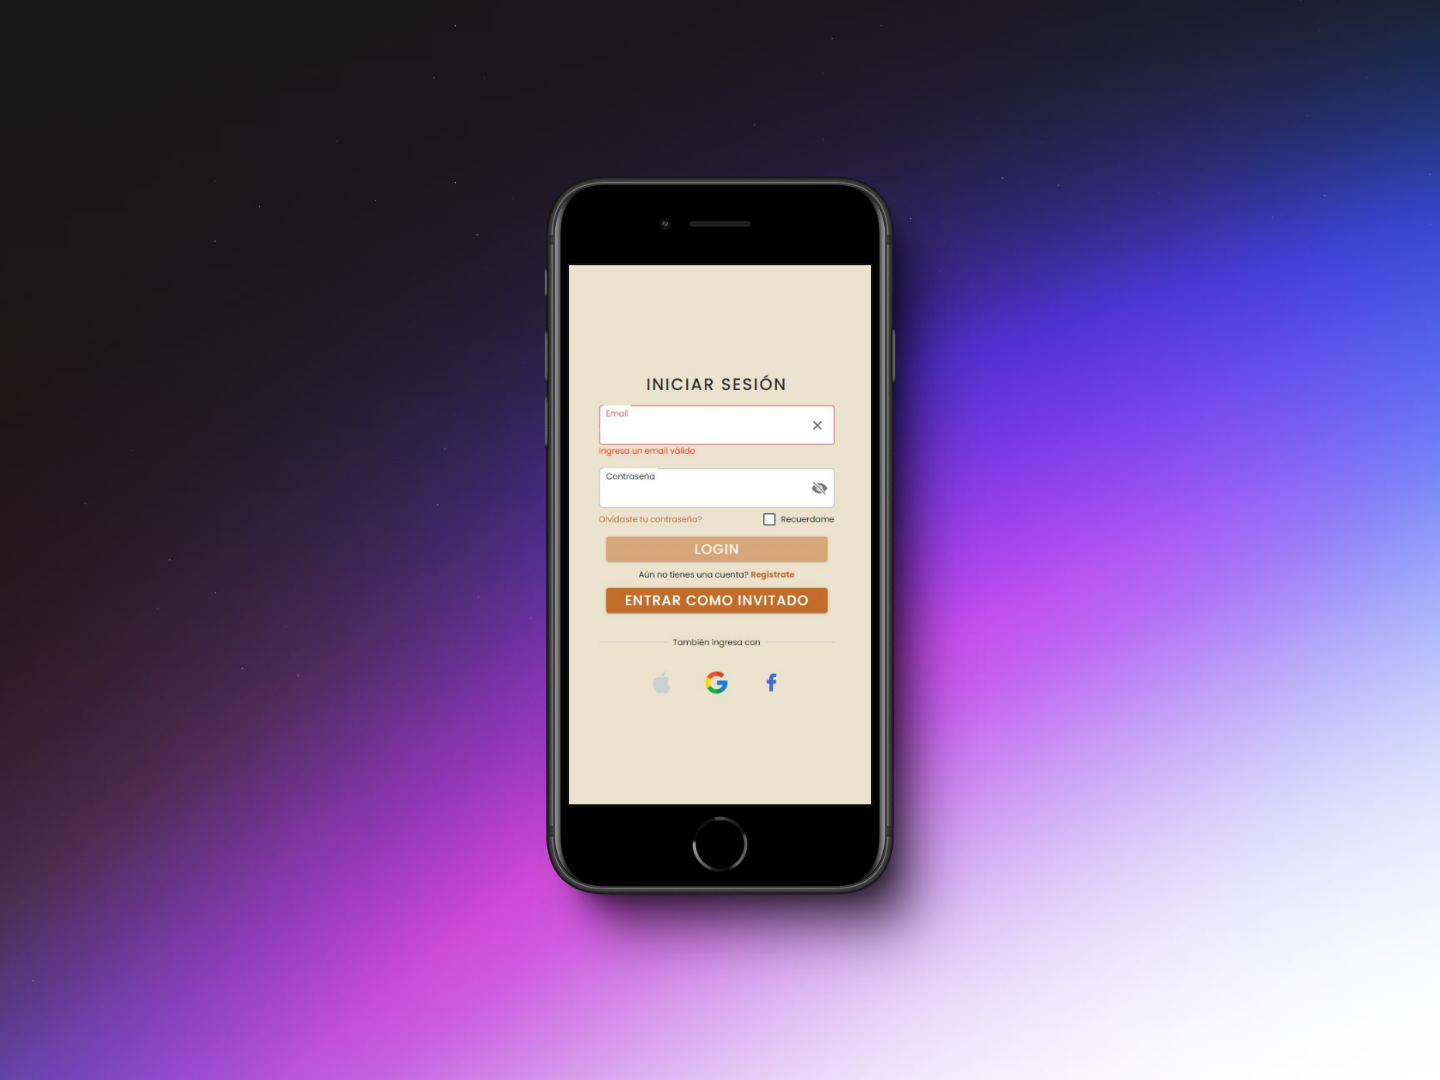 INICIAR SESIÓN
Email
Ingresa un email válido
Contraseña
Olvidaste tu contraseña?
Recuerdame
LOGIN
Aún no tienes una cuenta? Registrate
ENTRAR COMO INVITADO
También ingresa con